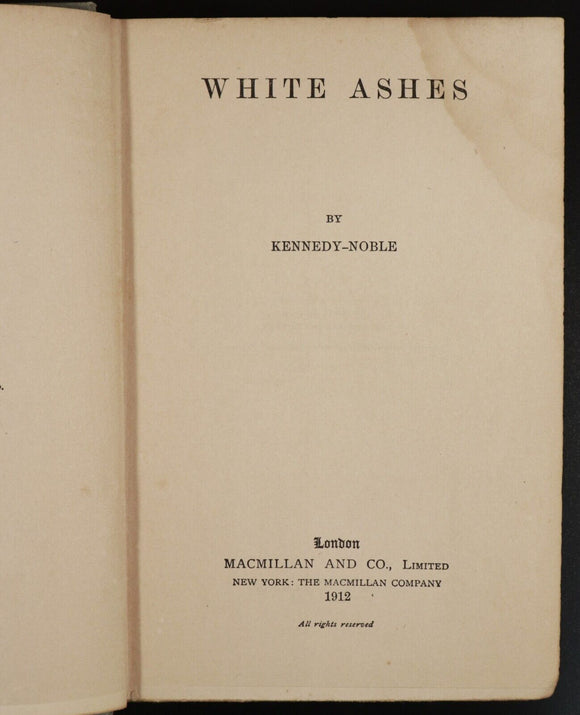 WHITE ASHES
BY
KENNEDY–NOBLE
London
MACMILLAN AND CO., LIMITED
NEW YORK: THE MACMILLAN COMPANY
1912
All rights reserved